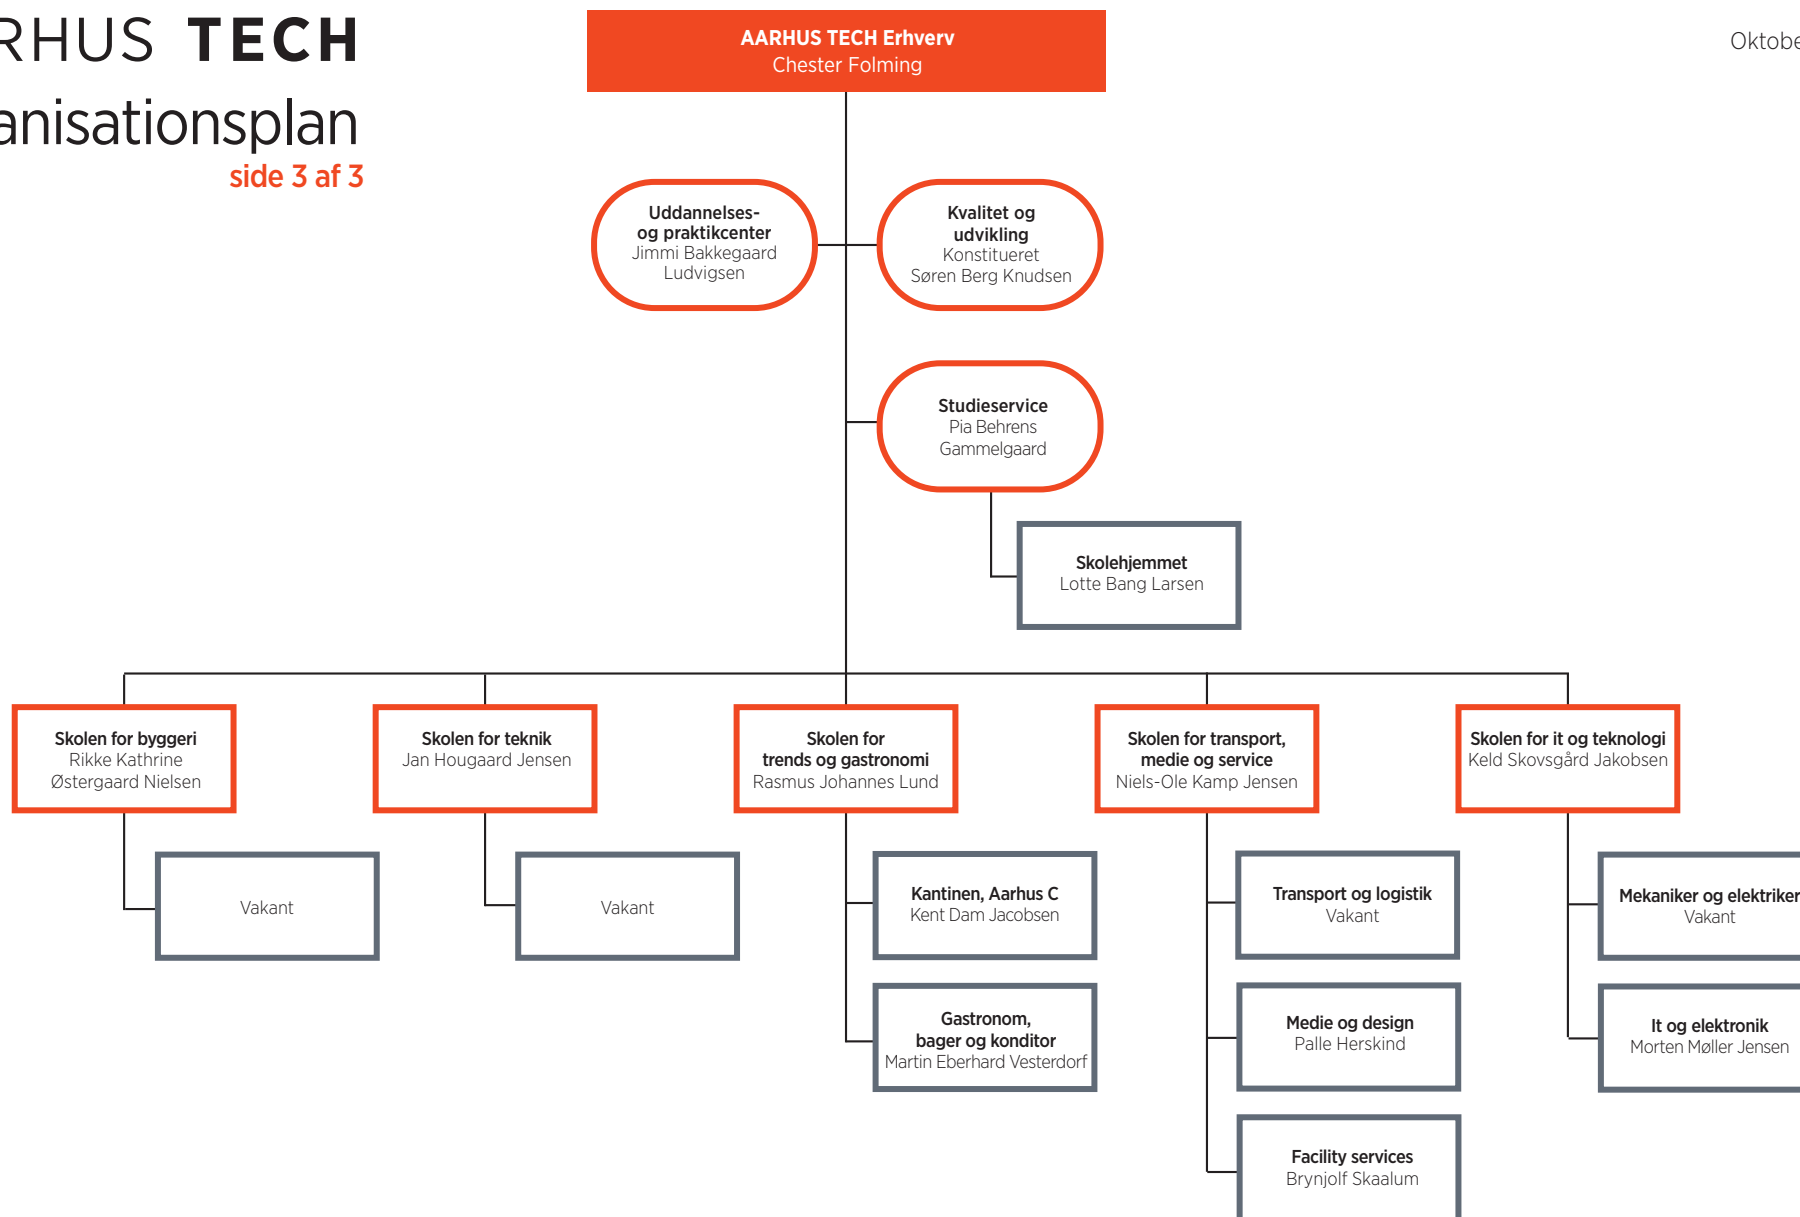 RHUS TECH
anisationsplan
side 3 af 3
Oktobe
AARHUS TECH Erhverv
Chester Folming
Uddannelses-
og praktikcenter
Jimmi Bakkegaard
Ludvigsen
Kvalitet og
udvikling
Konstitueret
Søren Berg Knudsen
Studieservice
Pia Behrens
Gammelgaard
Skolehjemmet
Lotte Bang Larsen
Skolen for byggeri
Rikke Kathrine
Østergaard Nielsen
Skolen for teknik
Jan Hougaard Jensen
Skolen for
trends og gastronomi
Rasmus Johannes Lund
Skolen for transport,
medie og service
Niels-Ole Kamp Jensen
Skolen for it og teknologi
Keld Skovsgård Jakobsen
Vakant
Vakant
Kantinen, Aarhus C
Kent Dam Jacobsen
Transport og logistik
Vakant
Mekaniker og elektriker
Vakant
Gastronom,
bager og konditor
Martin Eberhard Vesterdorf
Medie og design
Palle Herskind
It og elektronik
Morten Møller Jensen
Facility services
Brynjolf Skaalum